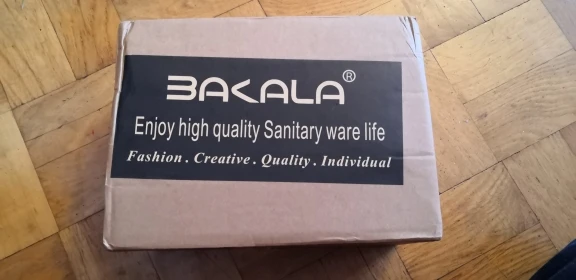 BAKALA®
Enjoy high quality Sanitary ware life
Fashion . Creative . Quality . Individual